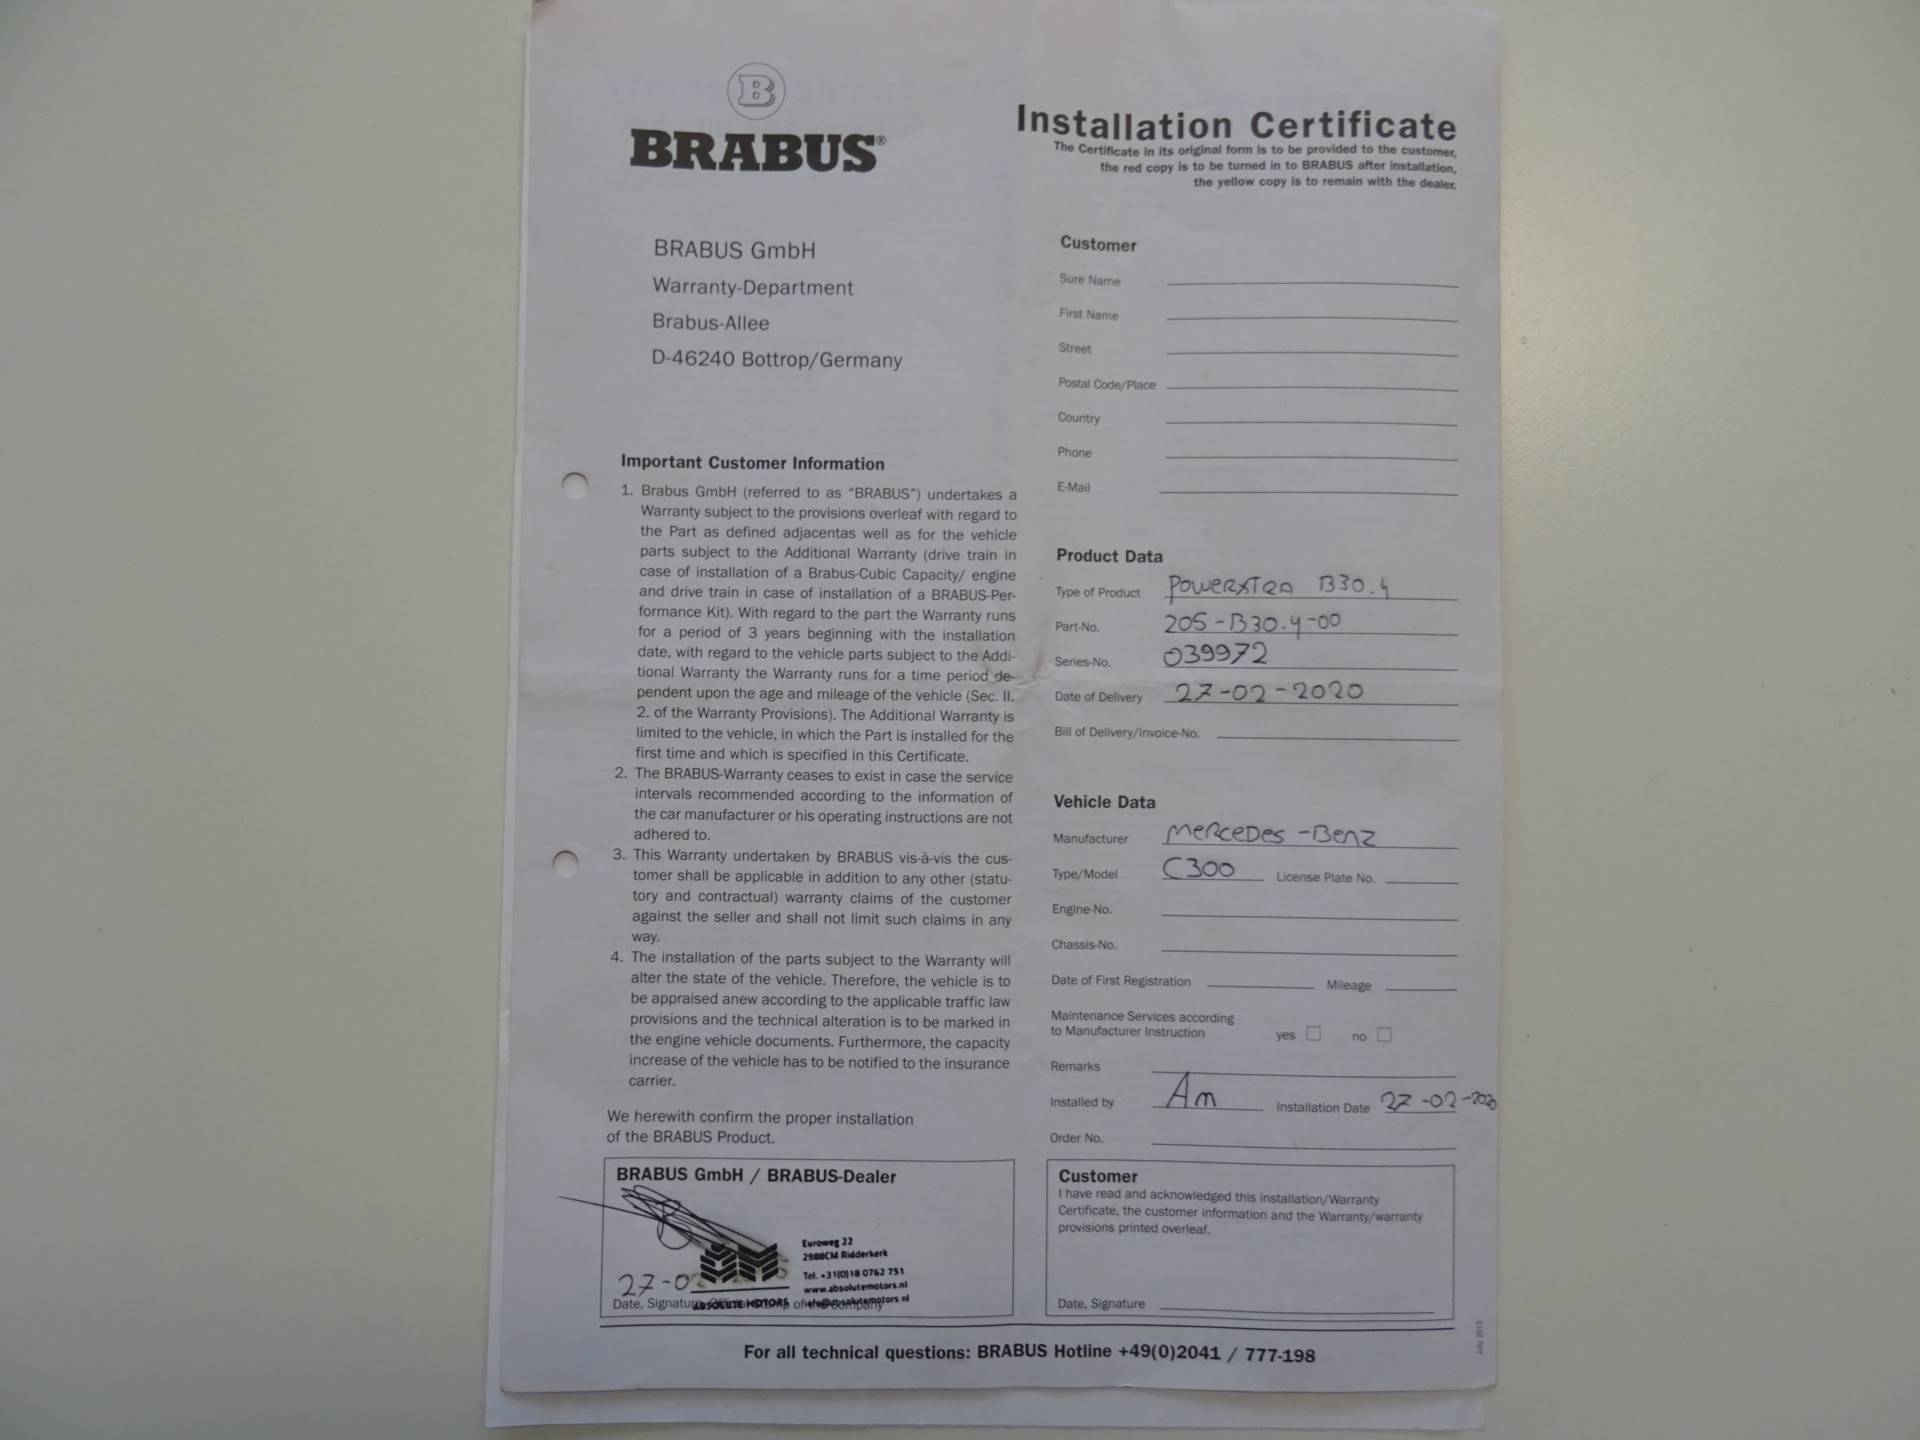 B
BRABUS®
Installation Certificate
The Certificate in its original form is to be provided to the customer,
the red copy is to be turned in to BRABUS after installation,
the yellow copy is to remain with the dealer.
BRABUS GmbH
Warranty-Department
Brabus-Allee
D-46240 Bottrop/Germany
Important Customer Information
1. Brabus GmbH (referred to as “BRABUS”) undertakes a
Warranty subject to the provisions overleaf with regard to
the Part as defined adjacentas well as for the vehicle
parts subject to the Additional Warranty (drive train in
case of installation of a Brabus-Cubic Capacity/ engine
and drive train in case of installation of a BRABUS-Per-
formance Kit). With regard to the part the Warranty runs
for a period of 3 years beginning with the installation
date, with regard to the vehicle parts subject to the Addi-
tional Warranty the Warranty runs for a time period de-
pendent upon the age and mileage of the vehicle (Sec. II.
2. of the Warranty Provisions). The Additional Warranty is
limited to the vehicle, in which the Part is installed for the
first time and which is specified in this Certificate.
2. The BRABUS-Warranty ceases to exist in case the service
intervals recommended according to the information of
the car manufacturer or his operating instructions are not
adhered to.
3. This Warranty undertaken by BRABUS vis-à-vis the cus-
tomer shall be applicable in addition to any other (statu-
tory and contractual) warranty claims of the customer
against the seller and shall not limit such claims in any
way.
4. The installation of the parts subject to the Warranty will
alter the state of the vehicle. Therefore, the vehicle is to
be appraised anew according to the applicable traffic law
provisions and the technical alteration is to be marked in
the engine vehicle documents. Furthermore, the capacity
increase of the vehicle has to be notified to the insurance
carrier.
We herewith confirm the proper installation
of the BRABUS Product.
BRABUS GmbH / BRABUS-Dealer
Euroweg 22
2988CM Ridderkerk
Tel. +31(0)18 0762 751
www.absolutemotors.nl
info@absolutemotors.nl
27-02
ABSOLUTE MOTORS
Date, Signature, Official Stamp of the company
Customer
Sure Name
First Name
Street
Postal Code/Place
Country
Phone
E-Mail
Product Data
Type of Product PowerXtra B30.4
Part-No. 205-B30.4-00
Series-No. 039972
Date of Delivery 27-02-2020
Bill of Delivery/Invoice-No.
Vehicle Data
Manufacturer Mercedes-Benz
Type/Model C300 License Plate No.
Engine-No.
Chassis-No.
Date of First Registration Mileage
Maintenance Services according
to Manufacturer Instruction yes no
Remarks
Installed by Am Installation Date 27-02-2020
Order No.
Customer
I have read and acknowledged this installation/Warranty
Certificate, the customer information and the Warranty/warranty
provisions printed overleaf.
Date, Signature
For all technical questions: BRABUS Hotline +49(0)2041 / 777-198
July 2013